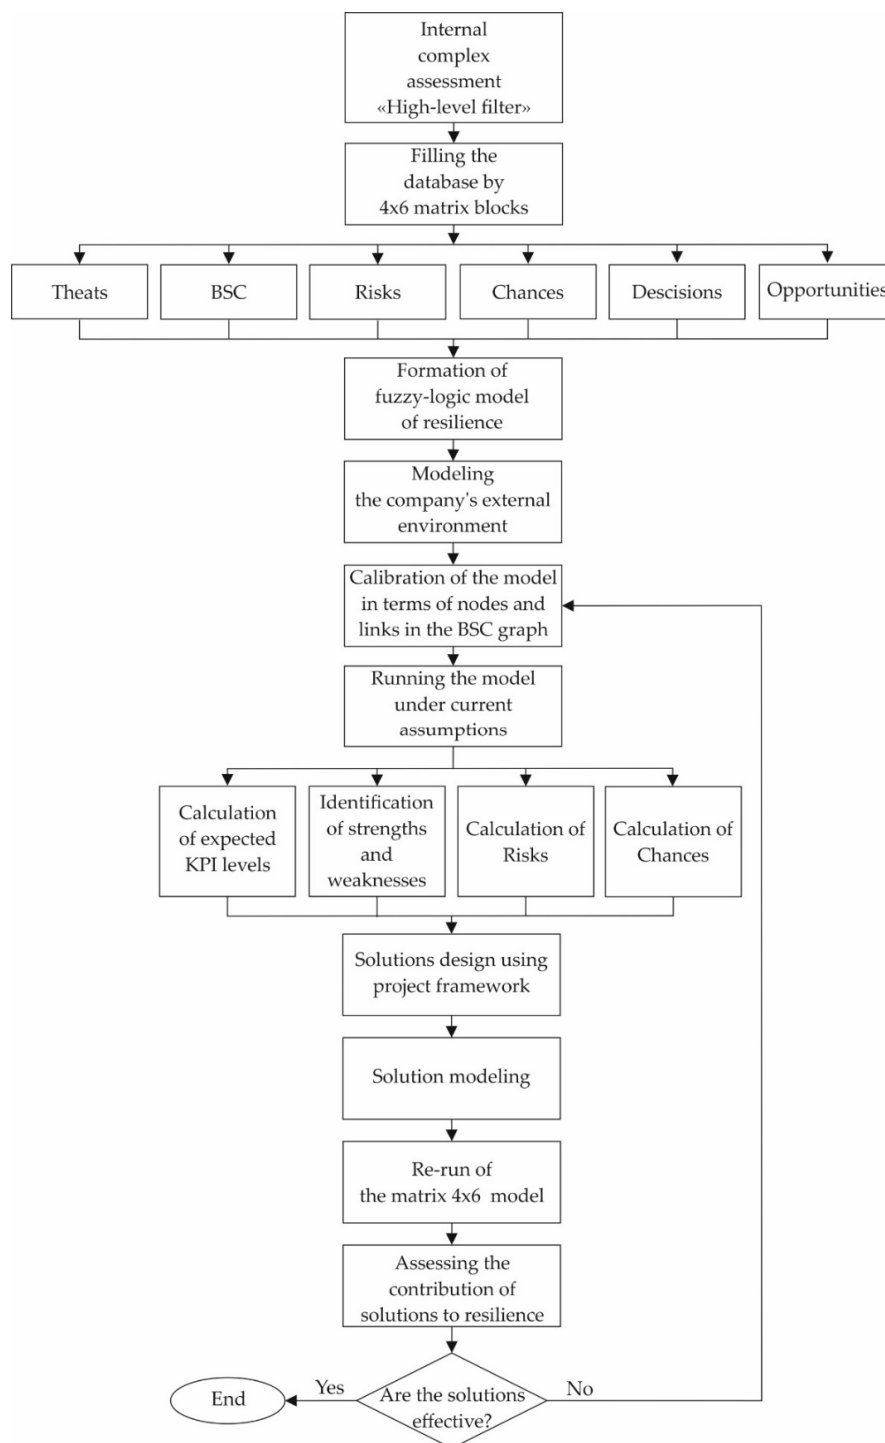 Internal
complex
assessment
«High-level filter»
Filling the
database by
4x6 matrix blocks
Theats
BSC
Risks
Chances
Descisions
Opportunities
Formation of
fuzzy-logic model
of resilience
Modeling
the company's external
environment
Calibration of the model
in terms of nodes and
links in the BSC graph
Running the model
under current
assumptions
Calculation
of expected
KPI levels
Identification
of strengths
and
weaknesses
Calculation of
Risks
Calculation of
Chances
Solutions design using
project framework
Solution modeling
Re-run of
the matrix 4x6 model
Assessing the
contribution of
solutions to resilience
Are the solutions
effective?
Yes
No
End